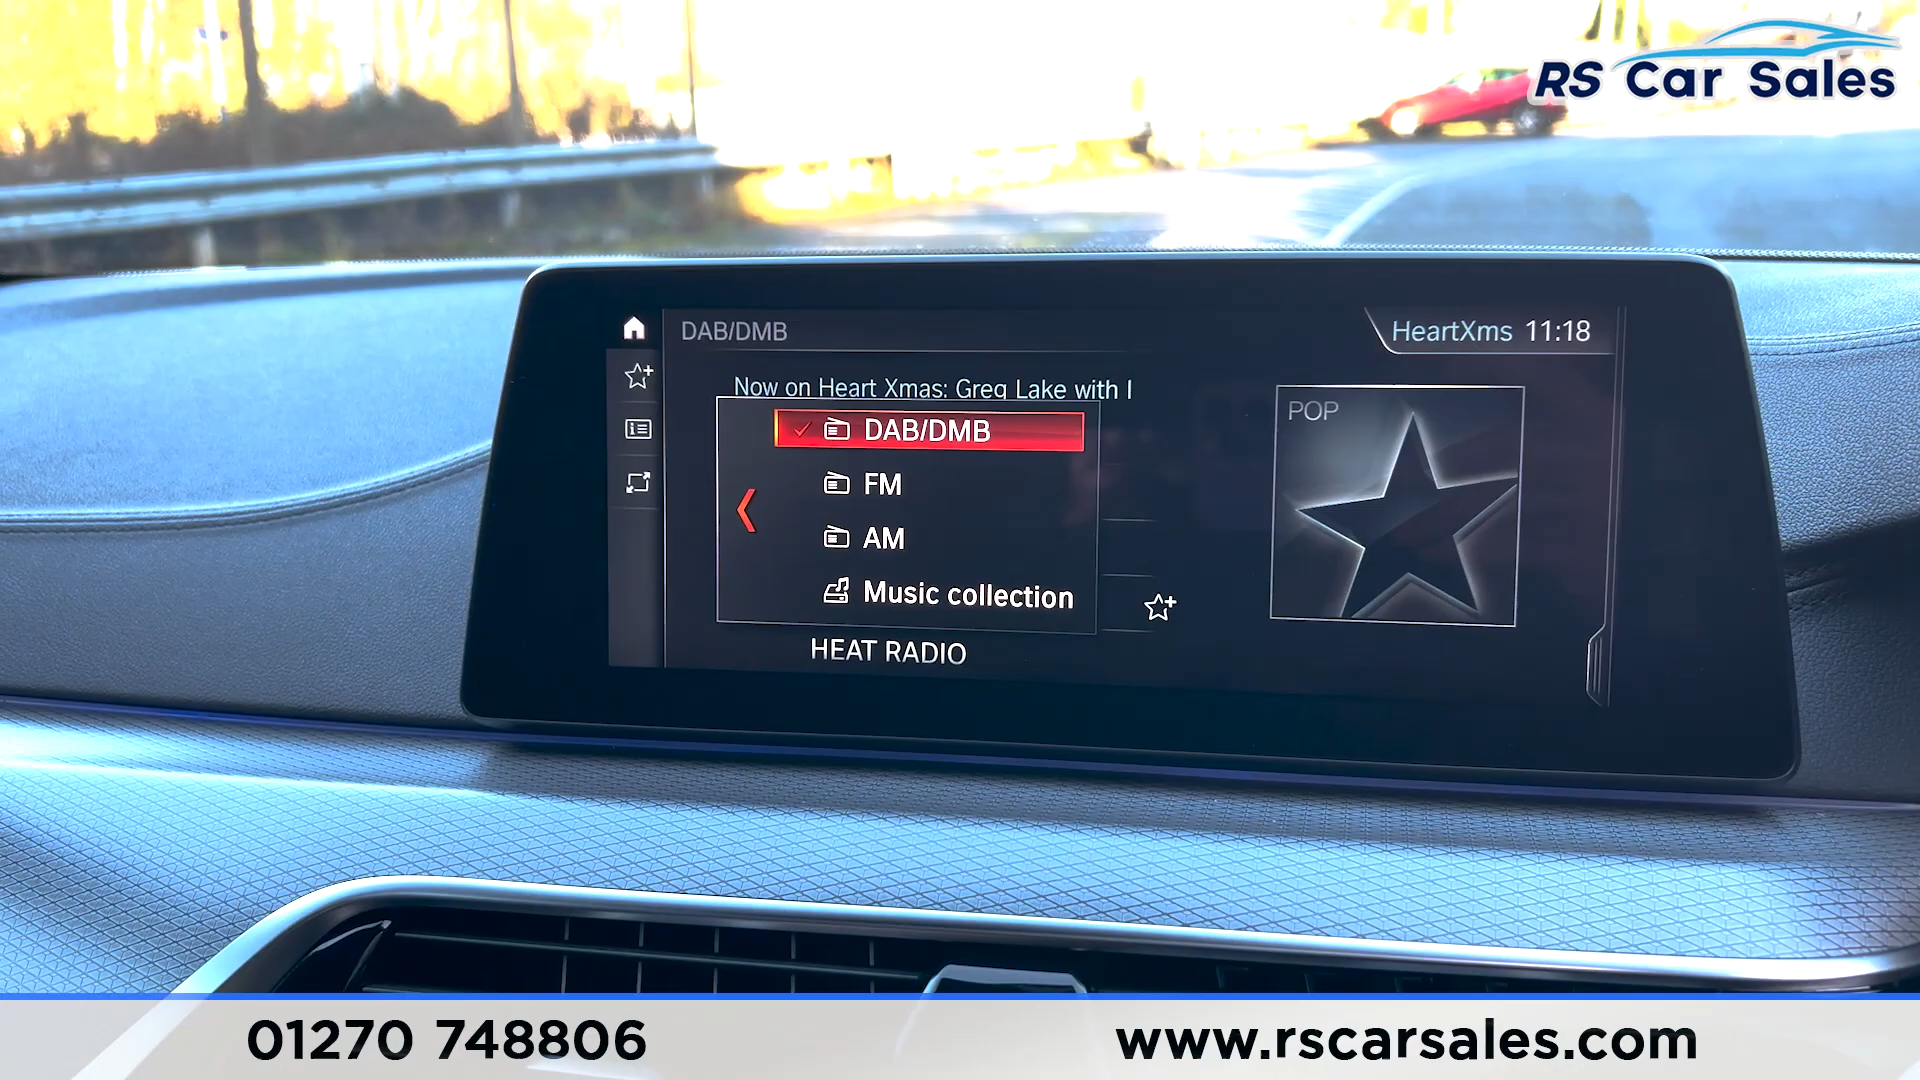 RS Car Sales
DAB/DMB
HeartXms 11:18
Now on Heart Xmas: Greg Lake with I
POP
DAB/DMB
FM
AM
Music collection
HEAT RADIO
01270 748806
www.rscarsales.com